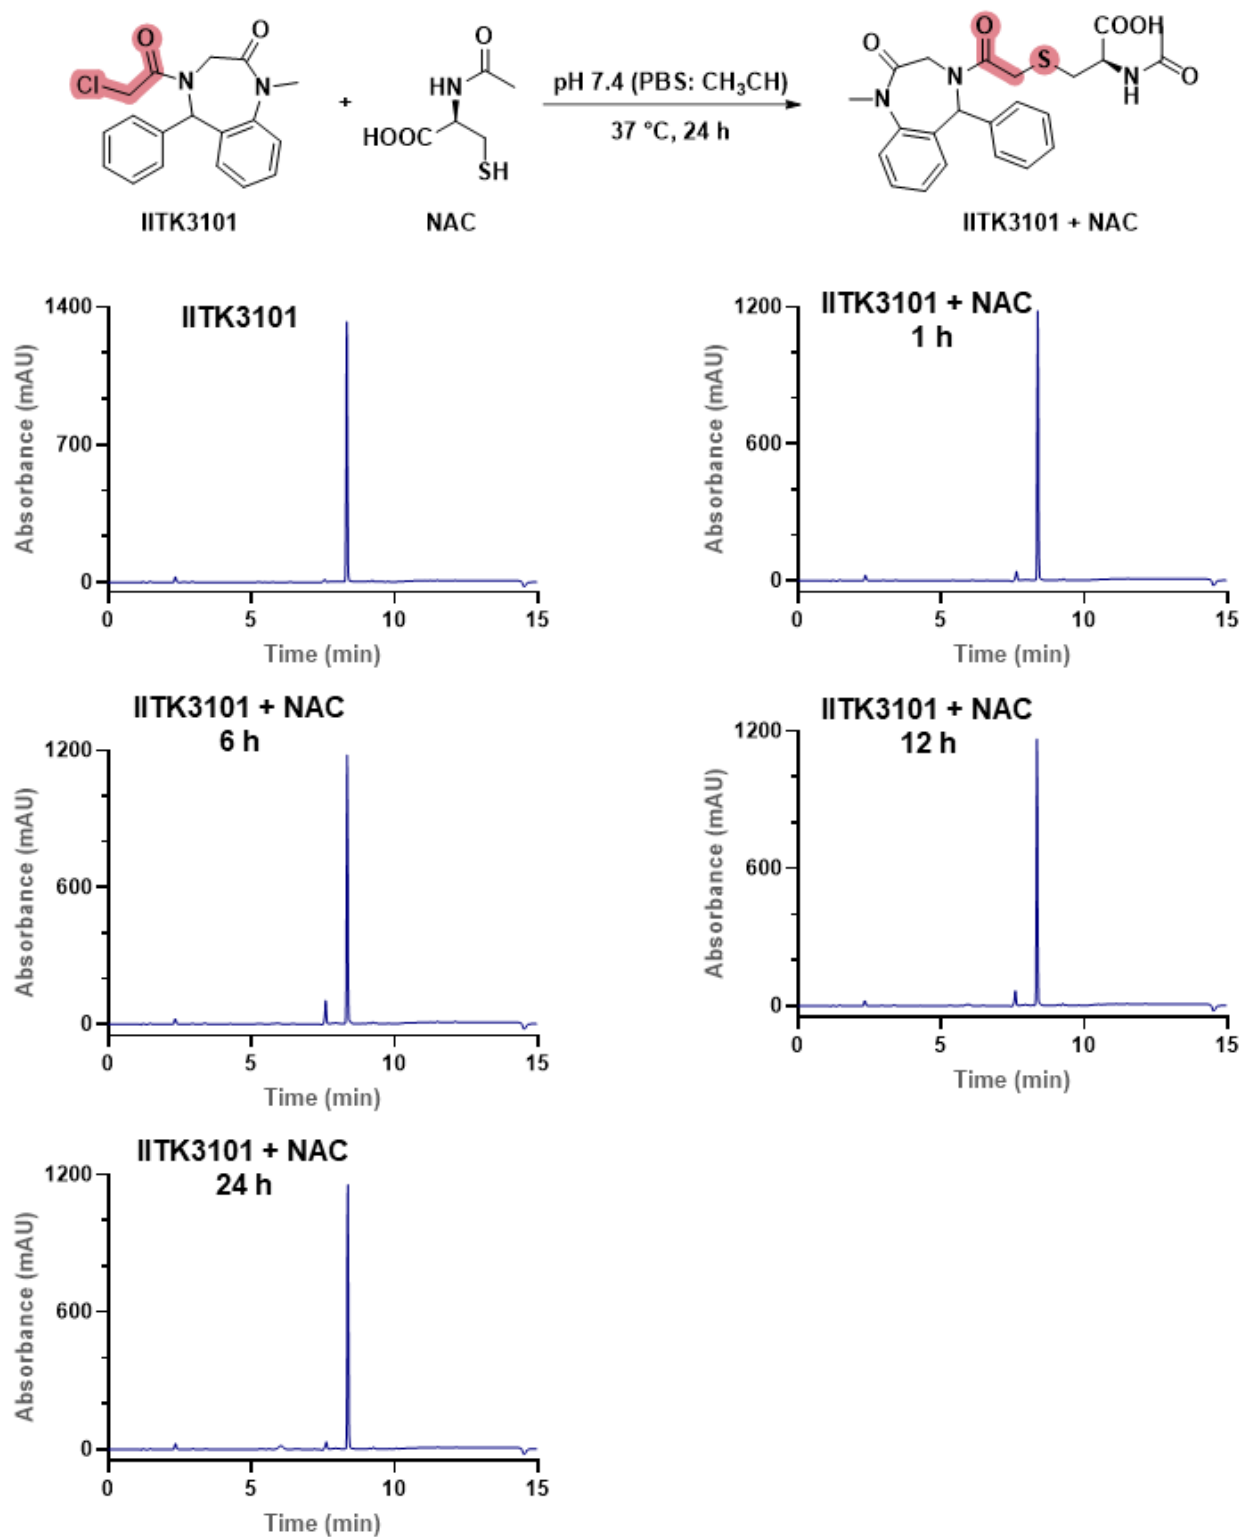 O
Cl
N
O
N
IITK3101
+
O
HN
HOOC
SH
NAC
pH 7.4 (PBS: CH₃CH)
37 °C, 24 h
O
N
N
O
S
COOH
N
H
O
IITK3101 + NAC
IITK3101
1400
700
0
Absorbance (mAU)
0 5 10 15
Time (min)
IITK3101 + NAC
1 h
1200
600
0
Absorbance (mAU)
0 5 10 15
Time (min)
IITK3101 + NAC
6 h
1200
600
0
Absorbance (mAU)
0 5 10 15
Time (min)
IITK3101 + NAC
12 h
1200
600
0
Absorbance (mAU)
0 5 10 15
Time (min)
IITK3101 + NAC
24 h
1200
600
0
Absorbance (mAU)
0 5 10 15
Time (min)